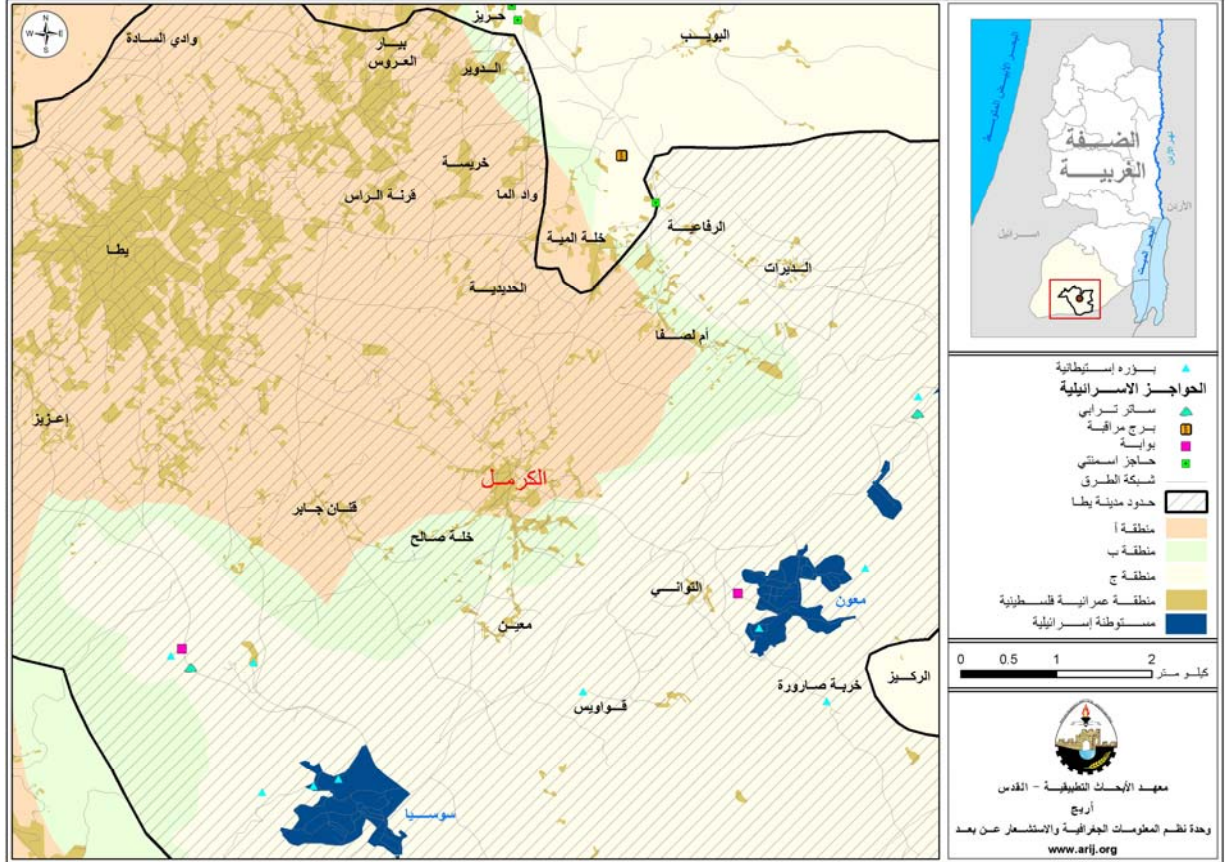 N
W E
S
وادي السادة
بيار
العروس
حريز
الدوير
البويب
خريسة
قرنة الراس
واد الما
يطا
خلة المية
الرفاعية
الديرات
الحديدية
أم لصفا
إعزيز
الكرمل
قنان جابر
خلة صالح
التواني
معون
معين
الركيز
خربة صارورة
قواويس
سوسيا
البحر الأبيض المتوسط
الضفة
الغربية
نهر الأردن
الأردن
اسرائيل
البحر الميت
بؤره إستيطانية
الحواجز الاسرائيلية
ساتر ترابي
برج مراقبة
بوابة
حاجز اسمنتي
شبكة الطرق
حدود مدينة يطا
منطقة أ
منطقة ب
منطقة ج
منطقة عمرانية فلسطينية
مستوطنة إسرائيلية
0 0.5 1 2
كيلو متر
معهد الأبحاث التطبيقية - القدس
أريج
وحدة نظم المعلومات الجغرافية والاستشعار عن بعد
www.arij.org